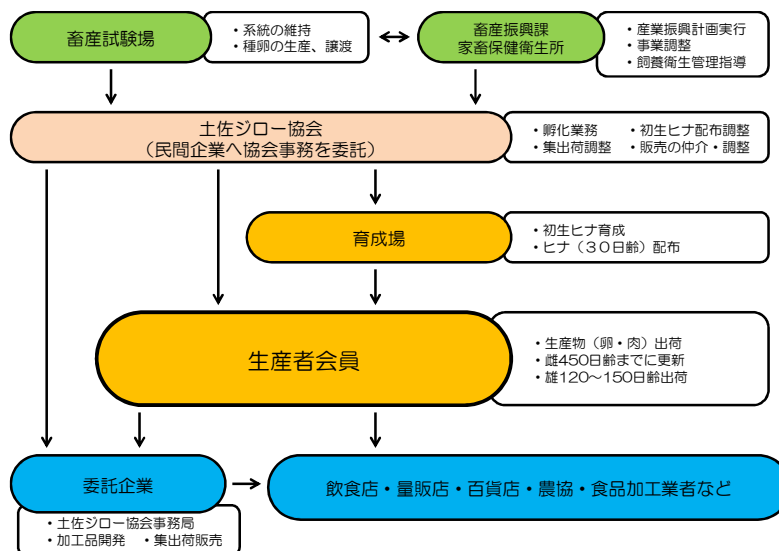 畜産試験場
・系統の維持
・種卵の生産、譲渡
畜産振興課
家畜保健衛生所
・産業振興計画実行
・事業調整
・飼養衛生管理指導
土佐ジロー協会
(民間企業へ協会事務を委託)
・孵化業務　・初生ヒナ配布調整
・集出荷調整　・販売の仲介・調整
育成場
・初生ヒナ育成
・ヒナ（３０日齢）配布
生産者会員
・生産物（卵・肉）出荷
・雌450日齢までに更新
・雄120～150日齢出荷
委託企業
・土佐ジロー協会事務局
・加工品開発　・集出荷販売
飲食店・量販店・百貨店・農協・食品加工業者など